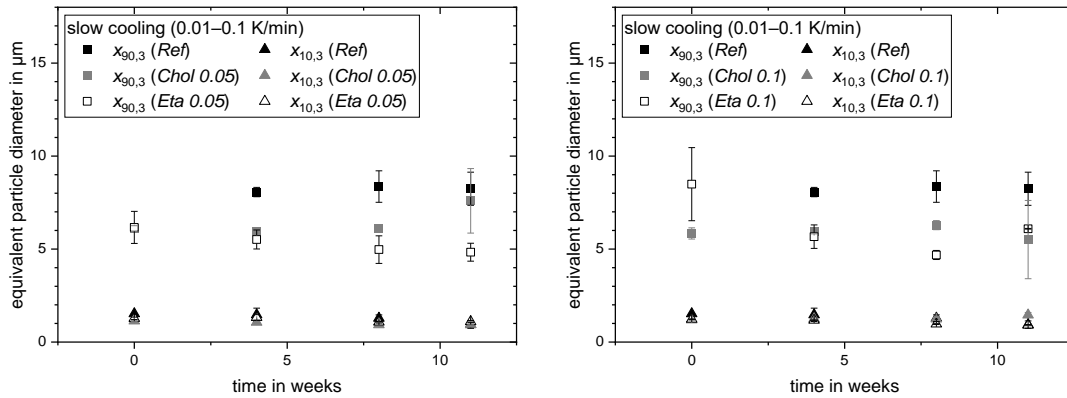 slow cooling (0.01–0.1 K/min)
x90,3 (Ref) x10,3 (Ref)
x90,3 (Chol 0.05) x10,3 (Chol 0.05)
x90,3 (Eta 0.05) x10,3 (Eta 0.05)
equivalent particle diameter in µm
15
10
5
0
0 5 10
time in weeks
slow cooling (0.01–0.1 K/min)
x90,3 (Ref) x10,3 (Ref)
x90,3 (Chol 0.1) x10,3 (Chol 0.1)
x90,3 (Eta 0.1) x10,3 (Eta 0.1)
equivalent particle diameter in µm
15
10
5
0
0 5 10
time in weeks